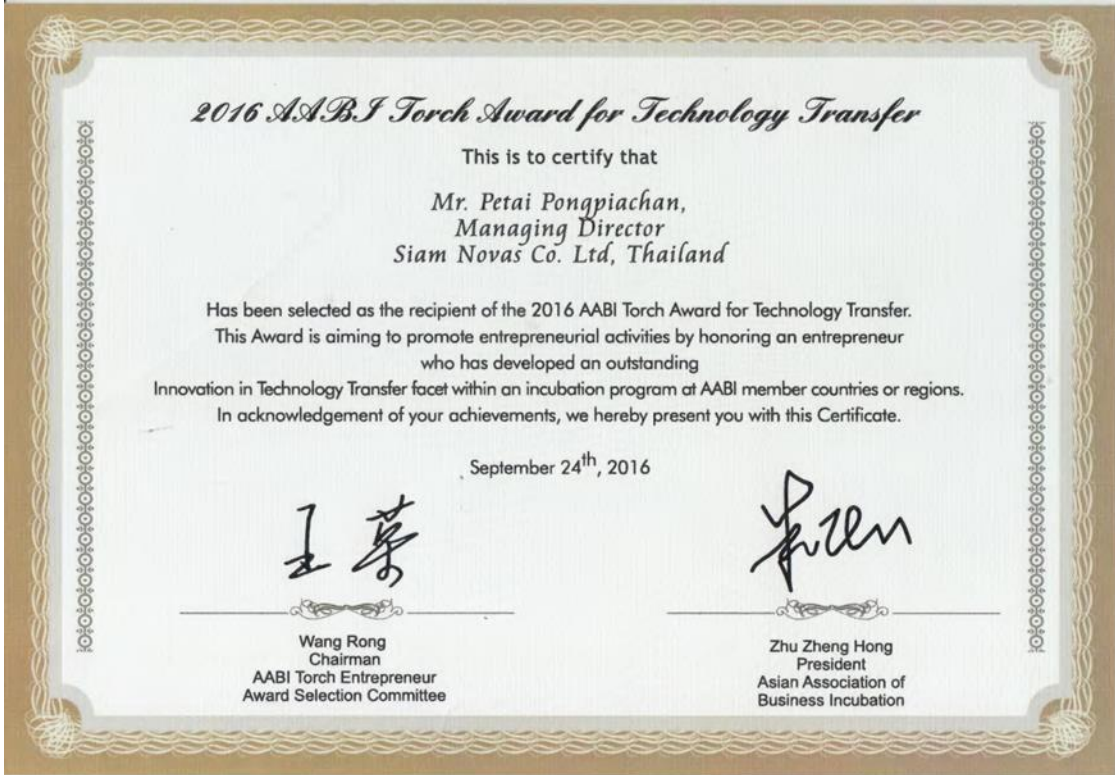 2016 AABI Torch Award for Technology Transfer
This is to certify that
Mr. Petai Pongpiachan,
Managing Director
Siam Novas Co. Ltd, Thailand
Has been selected as the recipient of the 2016 AABI Torch Award for Technology Transfer.
This Award is aiming to promote entrepreneurial activities by honoring an entrepreneur
who has developed an outstanding
Innovation in Technology Transfer facet within an incubation program at AABI member countries or regions.
In acknowledgement of your achievements, we hereby present you with this Certificate.
September 24th, 2016
王荣
Wang Rong
Chairman
AABI Torch Entrepreneur
Award Selection Committee
Zhu Zheng Hong
President
Asian Association of
Business Incubation